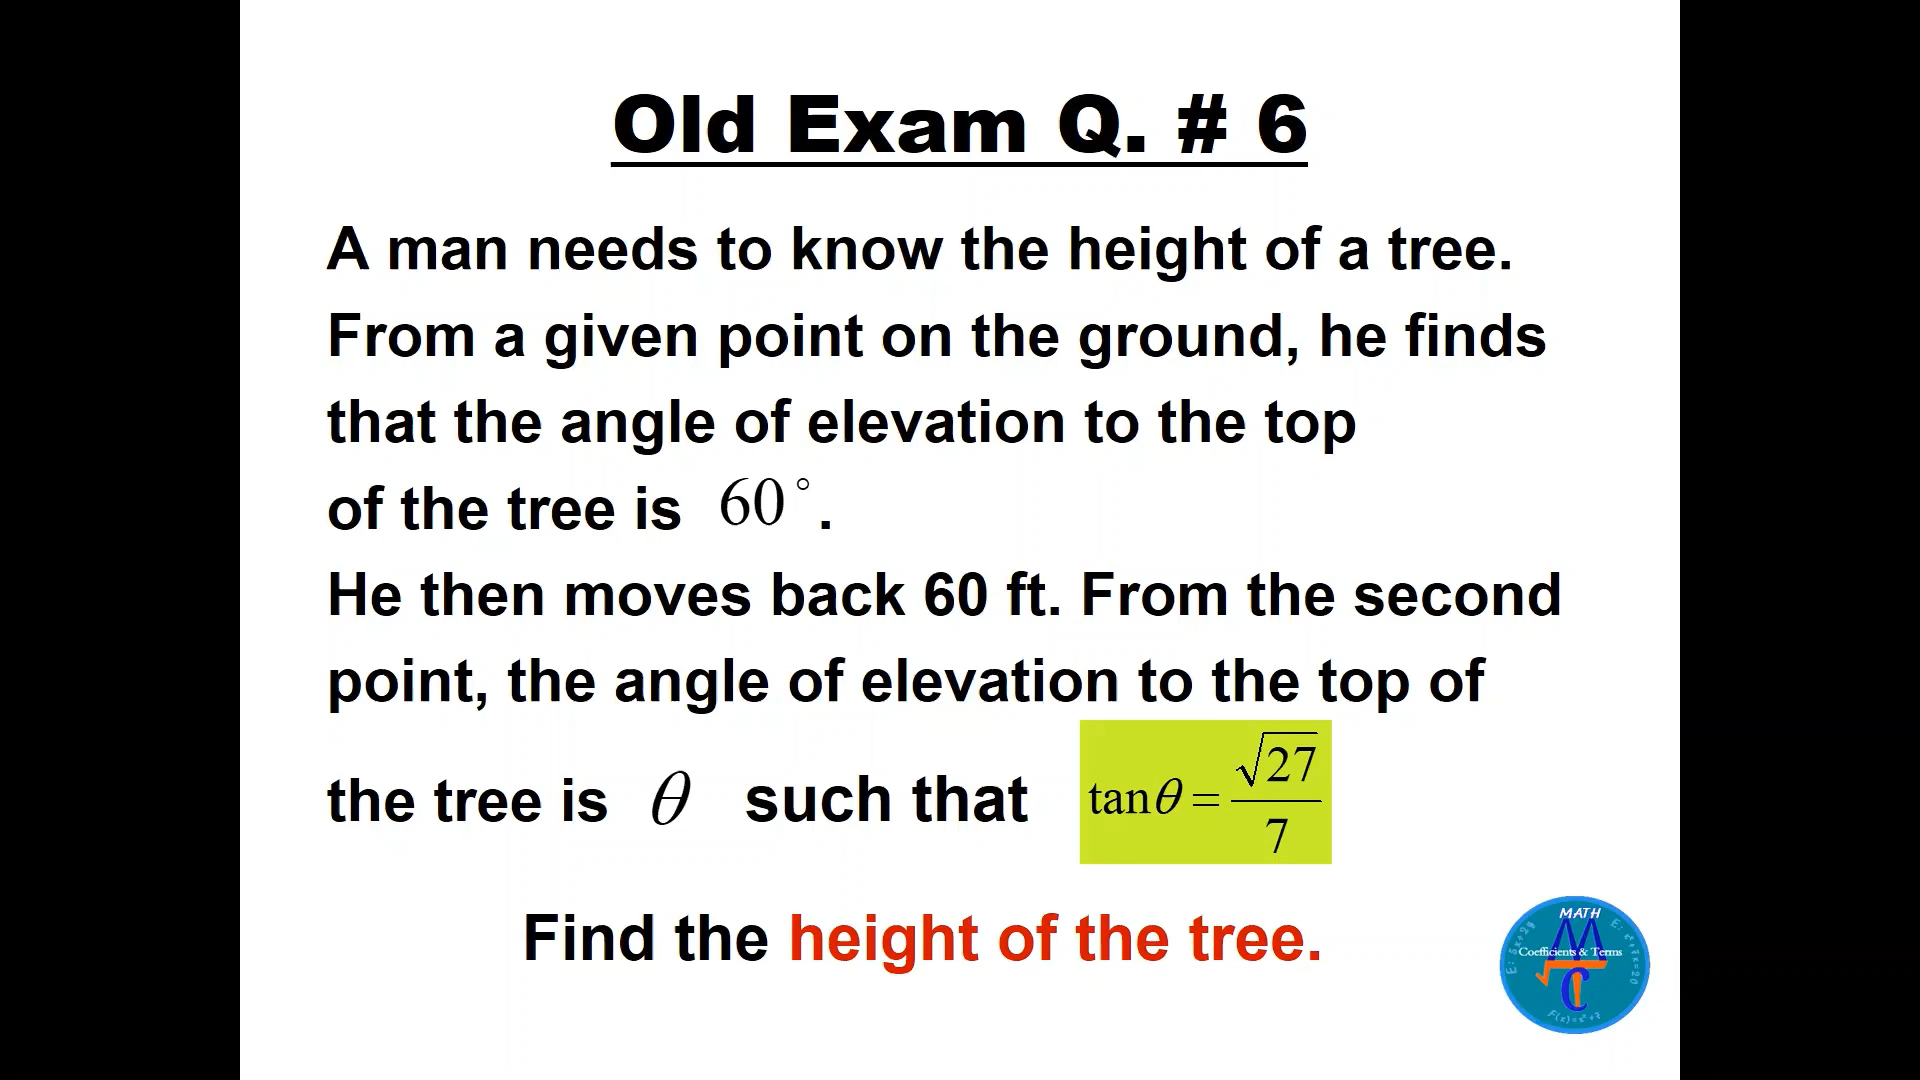 Old Exam Q. # 6
A man needs to know the height of a tree.
From a given point on the ground, he finds
that the angle of elevation to the top
of the tree is 60°.
He then moves back 60 ft. From the second
point, the angle of elevation to the top of
the tree is θ such that tanθ = √27/7
Find the height of the tree.
MATH
Coefficients & Terms